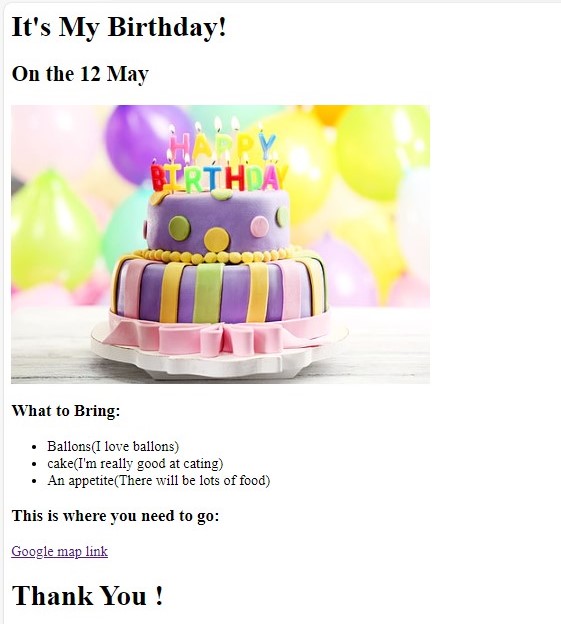 It's My Birthday!
On the 12 May
HAPPY
BIRTHDAY
What to Bring:
Ballons(I love ballons)
cake(I'm really good at cating)
An appetite(There will be lots of food)
This is where you need to go:
Google map link
Thank You !